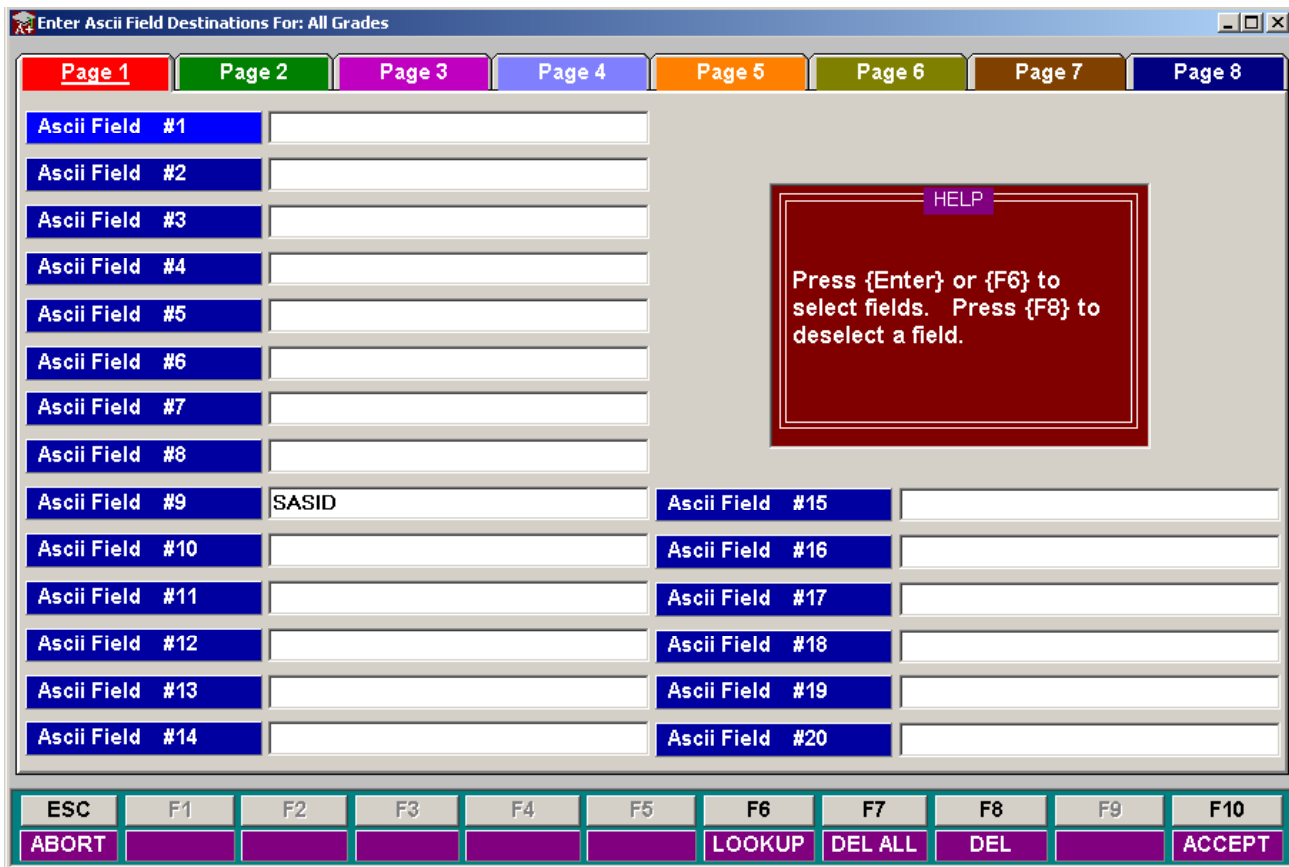 Enter Ascii Field Destinations For: All Grades
Page 1 Page 2 Page 3 Page 4 Page 5 Page 6 Page 7 Page 8
Ascii Field #1
Ascii Field #2
Ascii Field #3
Ascii Field #4
Ascii Field #5
Ascii Field #6
Ascii Field #7
Ascii Field #8
HELP
Press {Enter} or {F6} to
select fields. Press {F8} to
deselect a field.
Ascii Field #9 SASID
Ascii Field #10
Ascii Field #11
Ascii Field #12
Ascii Field #13
Ascii Field #14
Ascii Field #15
Ascii Field #16
Ascii Field #17
Ascii Field #18
Ascii Field #19
Ascii Field #20
ESC F1 F2 F3 F4 F5 F6 F7 F8 F9 F10
ABORT LOOKUP DEL ALL DEL ACCEPT